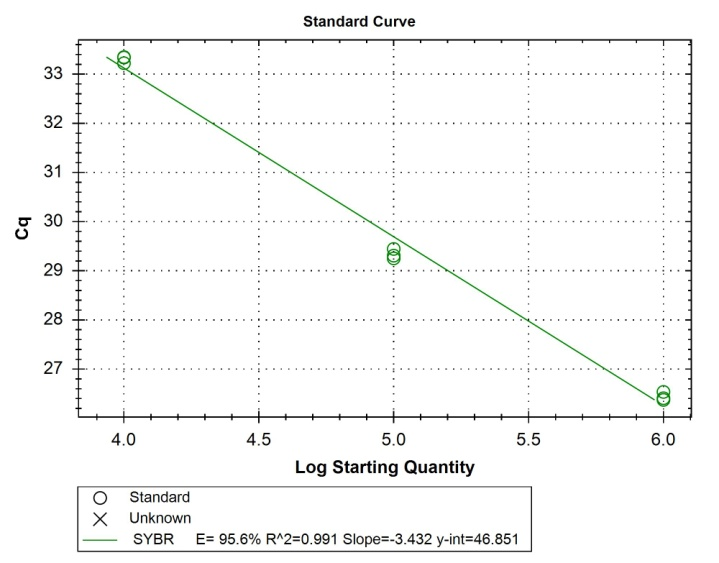 Standard Curve
33
32
31
30
29
28
27
Cq
4.0 4.5 5.0 5.5 6.0
Log Starting Quantity
Standard
Unknown
SYBR E= 95.6% R^2=0.991 Slope=-3.432 y-int=46.851